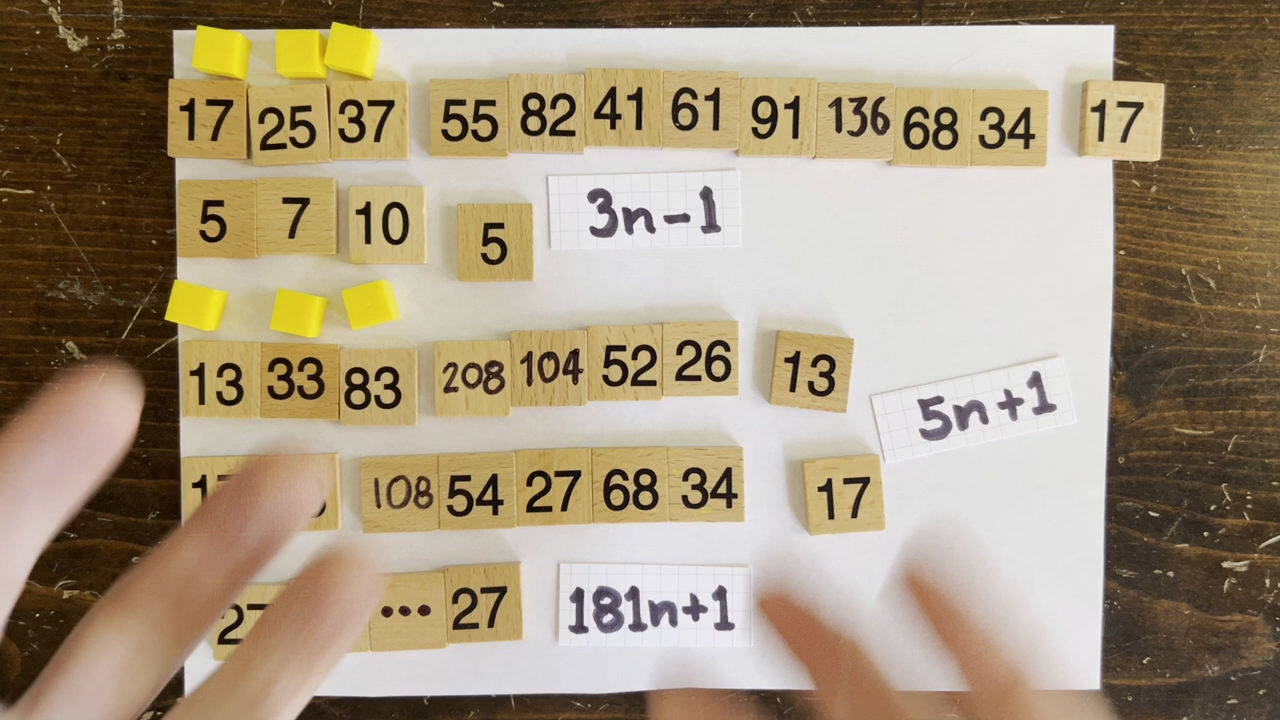 17 25 37 55 82 41 61 91 136 68 34 17
5 7 10 5 3n-1
13 33 83 208 104 52 26 13 5n+1
108 54 27 68 34 17
••• 27 181n+1